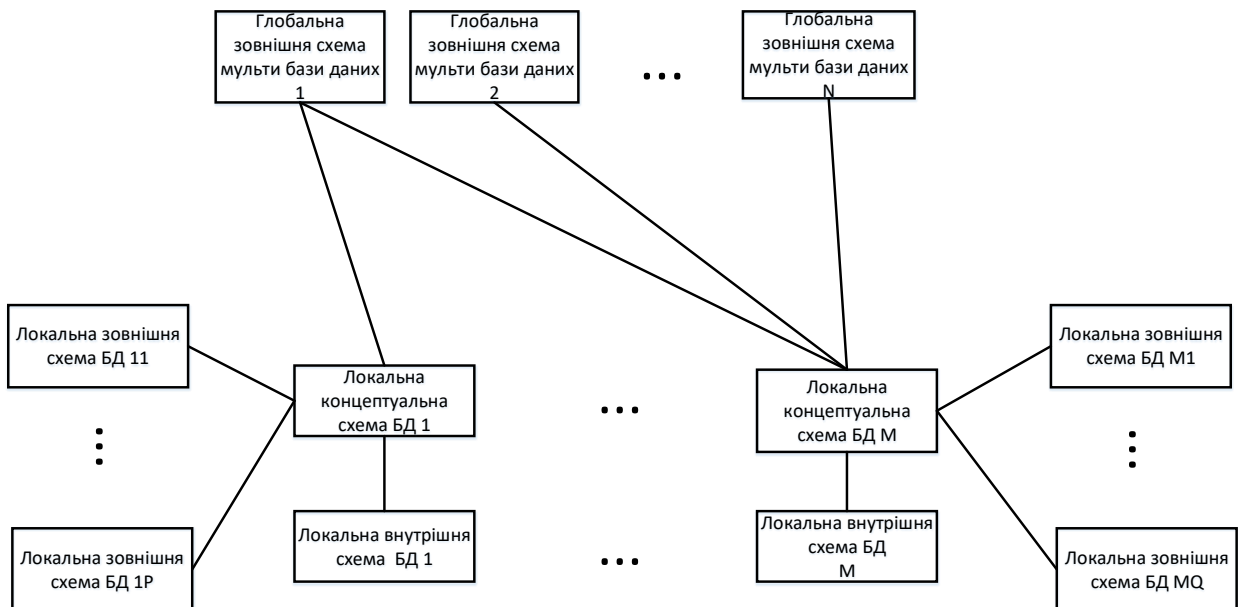 Глобальна
зовнішня схема
мульти бази даних
1
Глобальна
зовнішня схема
мульти бази даних
2
...
Глобальна
зовнішня схема
мульти бази даних
N
Локальна зовнішня
схема БД 11
Локальна
концептуальна
схема БД 1
...
Локальна
концептуальна
схема БД M
Локальна зовнішня
схема БД M1
...
...
Локальна зовнішня
схема БД 1P
Локальна внутрішня
схема БД 1
...
Локальна внутрішня
схема БД
M
Локальна зовнішня
схема БД MQ